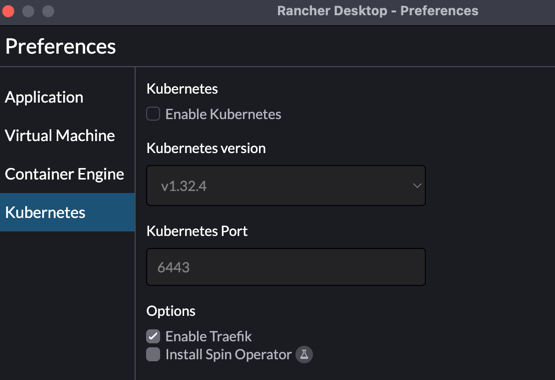 Rancher Desktop - Preferences
Preferences
Application
Virtual Machine
Container Engine
Kubernetes
Kubernetes
Enable Kubernetes
Kubernetes version
v1.32.4
Kubernetes Port
6443
Options
Enable Traefik
Install Spin Operator